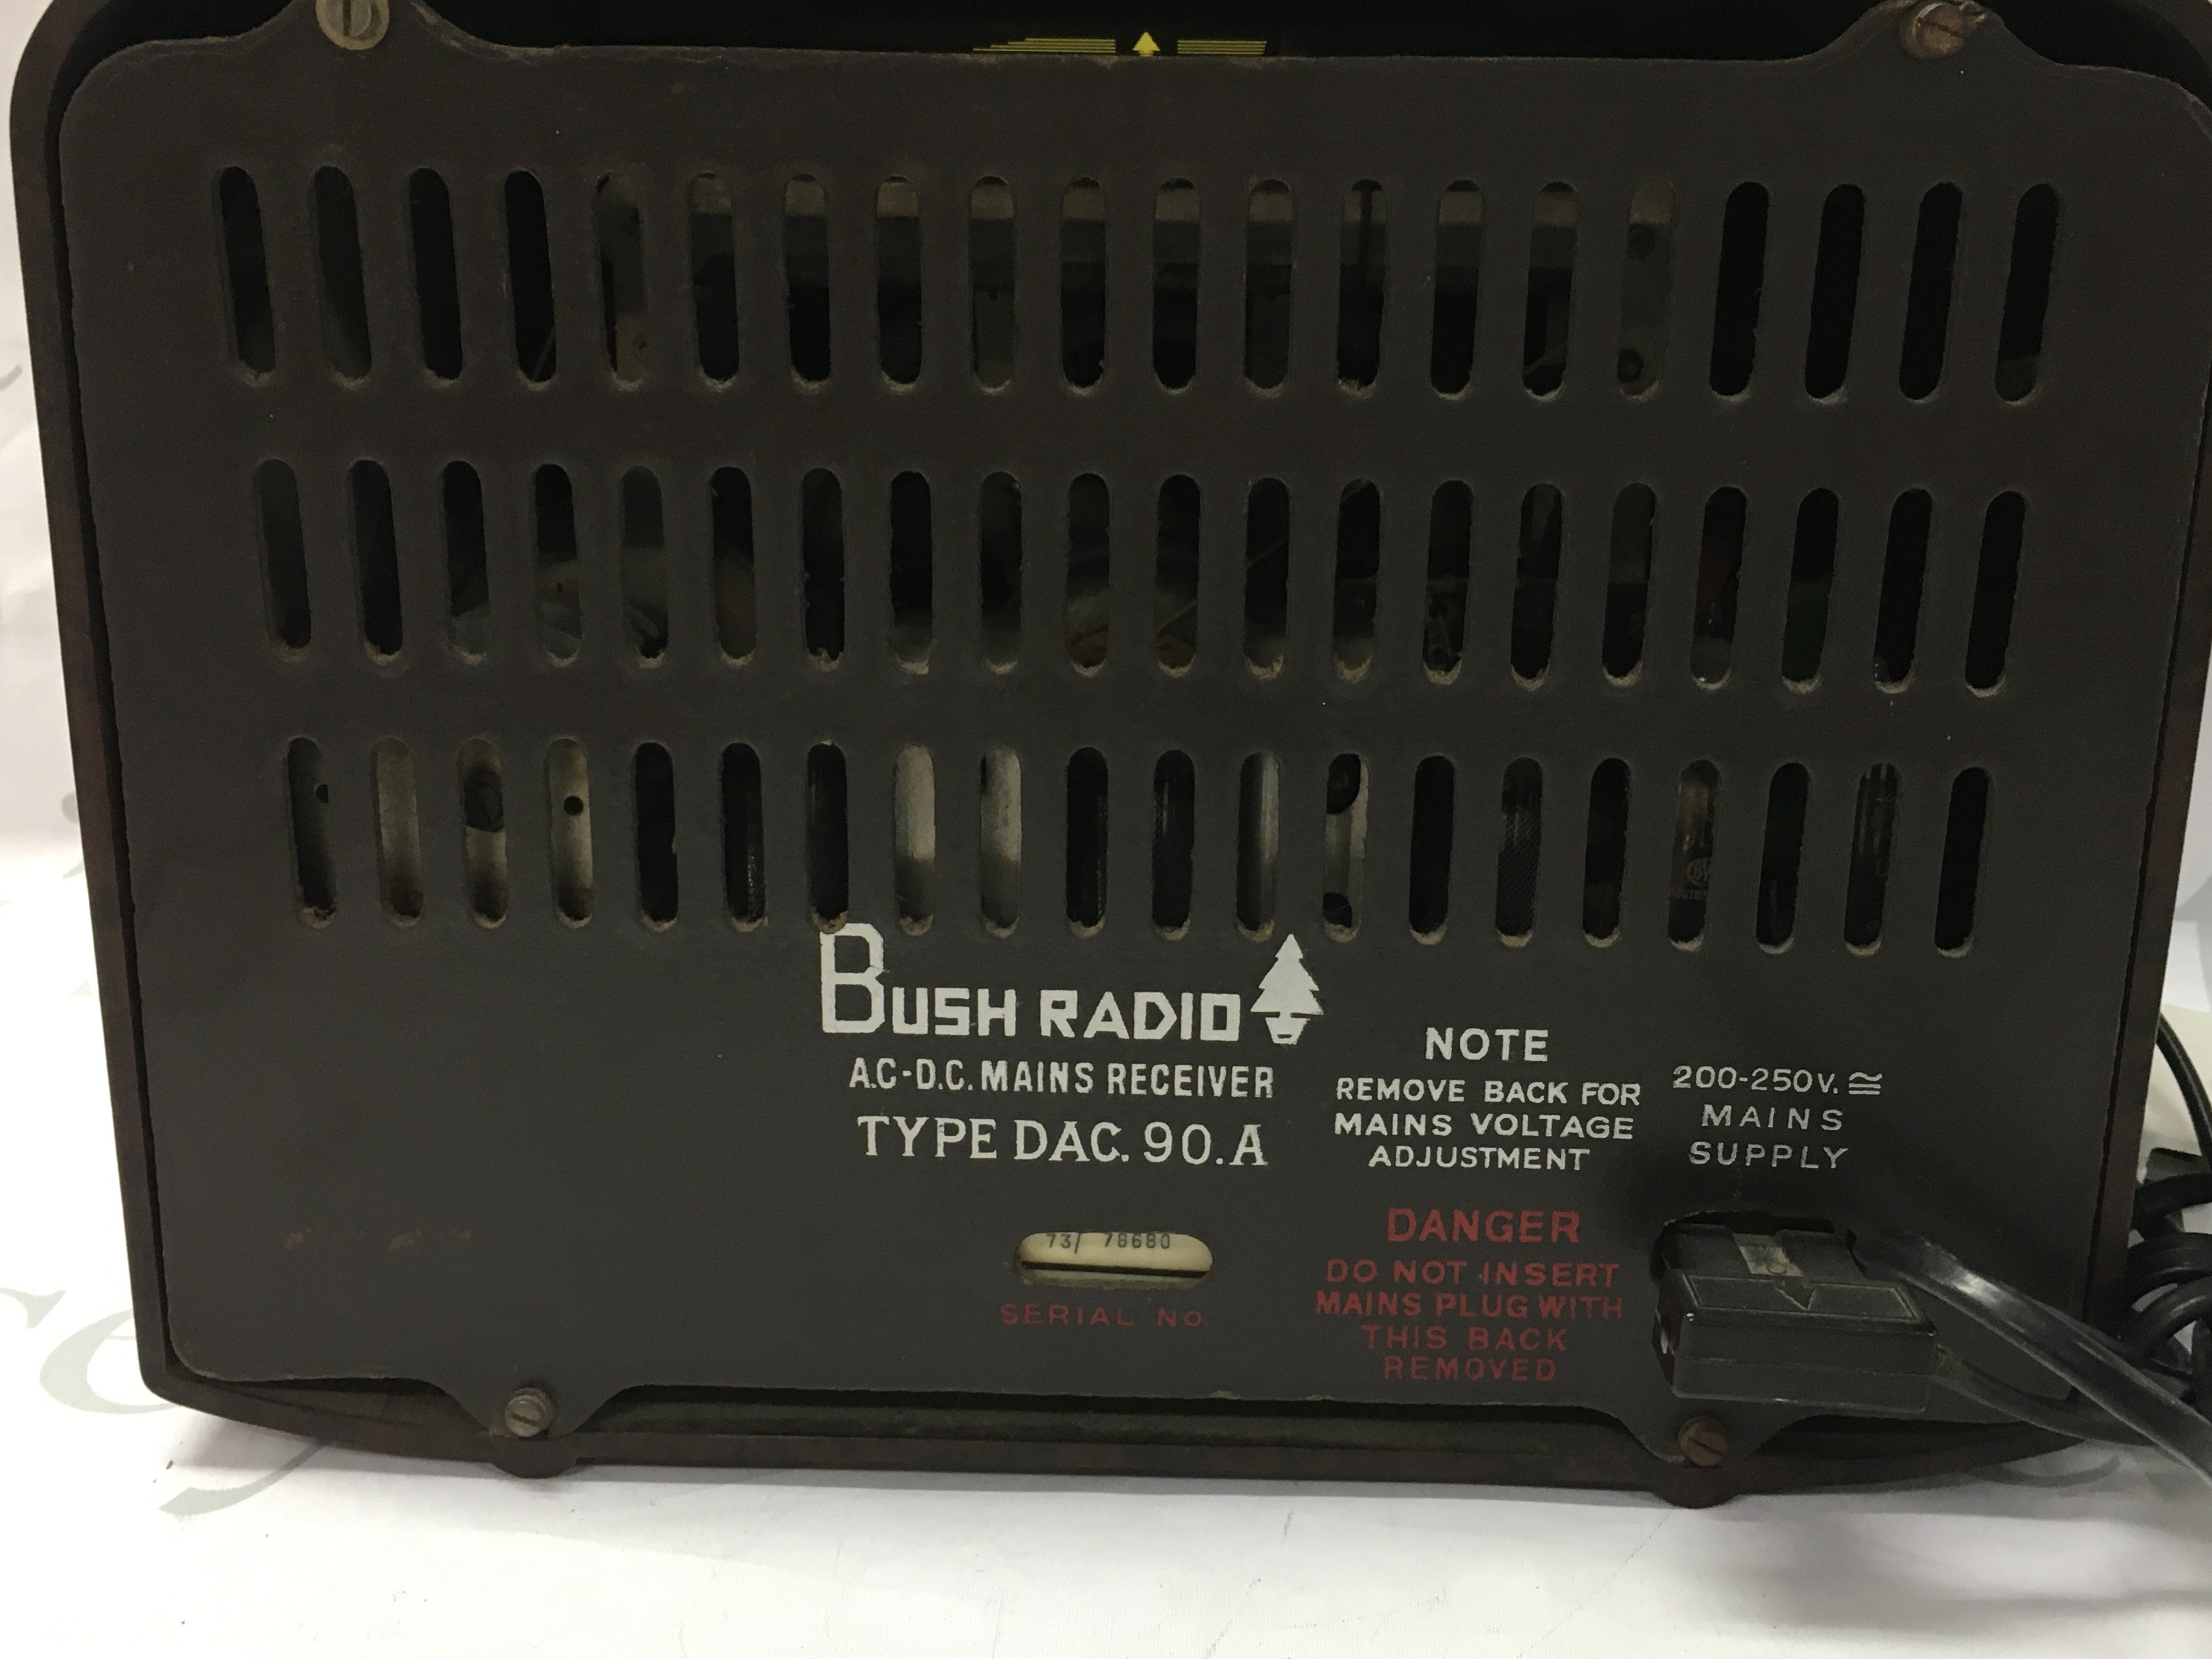 BUSH RADIO
A.C-D.C. MAINS RECEIVER
TYPE DAC. 90.A
NOTE
REMOVE BACK FOR
MAINS VOLTAGE
ADJUSTMENT
200-250V. ≅
MAINS
SUPPLY
73/ 78680
SERIAL NO
DANGER
DO NOT INSERT
MAINS PLUG WITH
THIS BACK
REMOVED